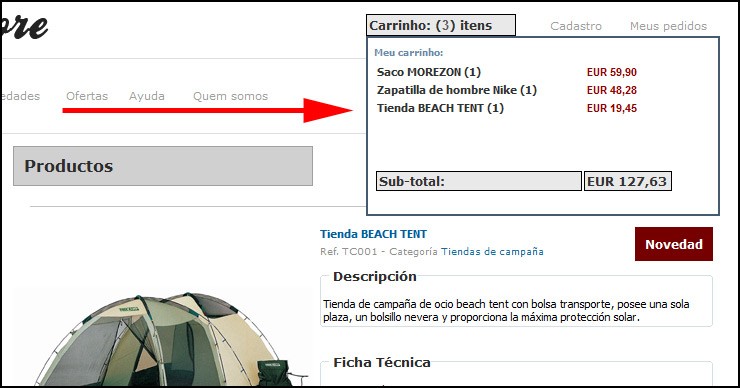 Carrinho: (3) itens
Cadastro
Meus pedidos
Meu carrinho:
Saco MOREZON (1) EUR 59,90
Zapatilla de hombre Nike (1) EUR 48,28
Tienda BEACH TENT (1) EUR 19,45
Sub-total: EUR 127,63
Ofertas
Ayuda
Quem somos
Productos
Tienda BEACH TENT
Novedad
Ref. TC001 - Categoría Tiendas de campaña
Descripción
Tienda de campaña de ocio beach tent con bolsa transporte, posee una sola
plaza, un bolsillo nevera y proporciona la máxima protección solar.
Ficha Técnica